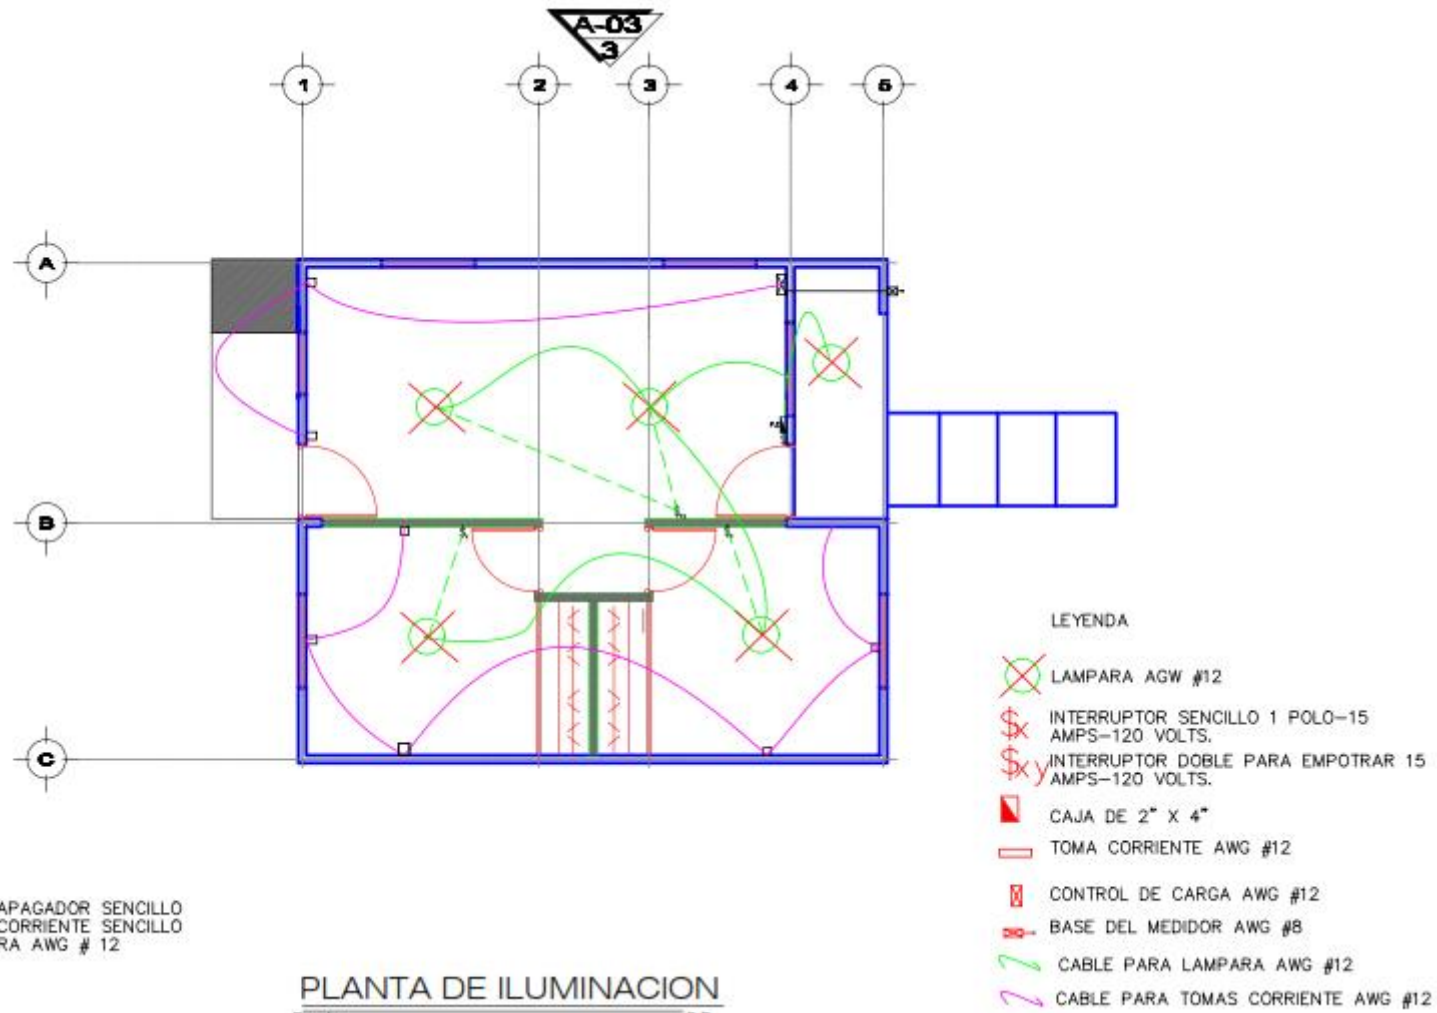 A-03
3
1 2 3 4 5
A
B
C
LEYENDA
LAMPARA AGW #12
$x INTERRUPTOR SENCILLO 1 POLO-15
AMPS-120 VOLTS.
$xy INTERRUPTOR DOBLE PARA EMPOTRAR 15
AMPS-120 VOLTS.
CAJA DE 2" X 4"
TOMA CORRIENTE AWG #12
CONTROL DE CARGA AWG #12
BASE DEL MEDIDOR AWG #8
CABLE PARA LAMPARA AWG #12
CABLE PARA TOMAS CORRIENTE AWG #12
APAGADOR SENCILLO
CORRIENTE SENCILLO
RA AWG # 12
PLANTA DE ILUMINACION